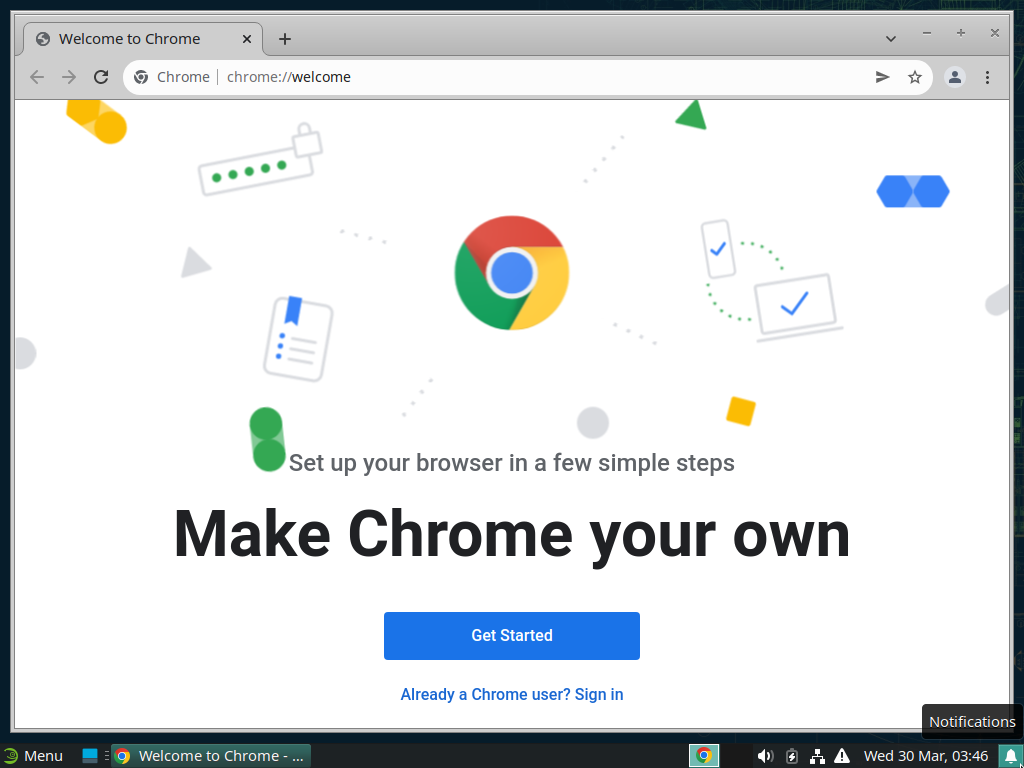 Welcome to Chrome
Chrome chrome://welcome
Set up your browser in a few simple steps
Make Chrome your own
Get Started
Already a Chrome user? Sign in
Notifications
Menu
Welcome to Chrome - ...
Wed 30 Mar, 03:46